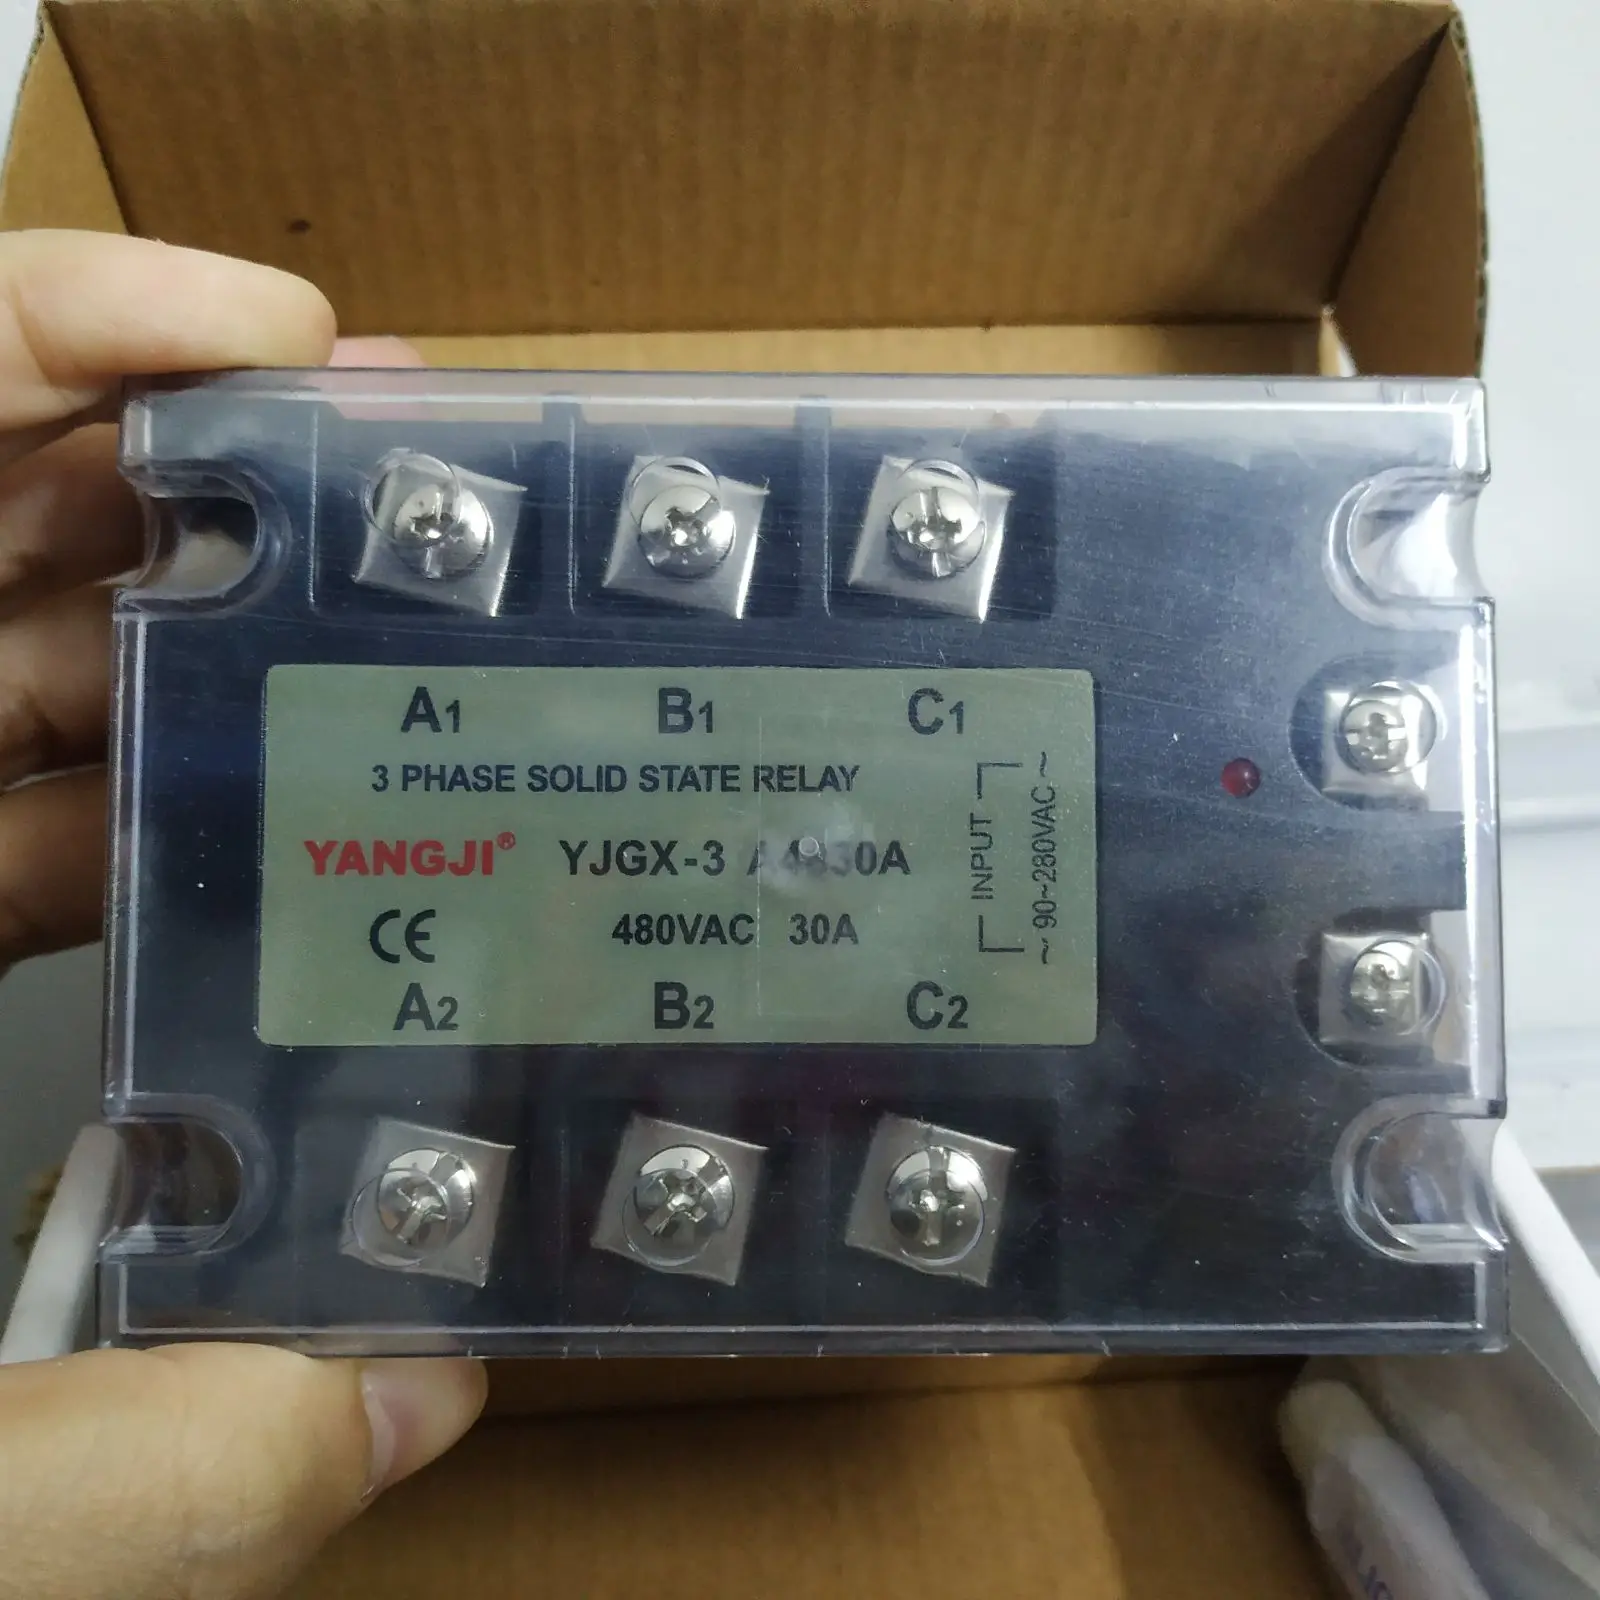 A1 B1 C1
3 PHASE SOLID STATE RELAY
YANGJI® YJGX-3 A4830A
CE 480VAC 30A
A2 B2 C2
INPUT
~90~280VAC~